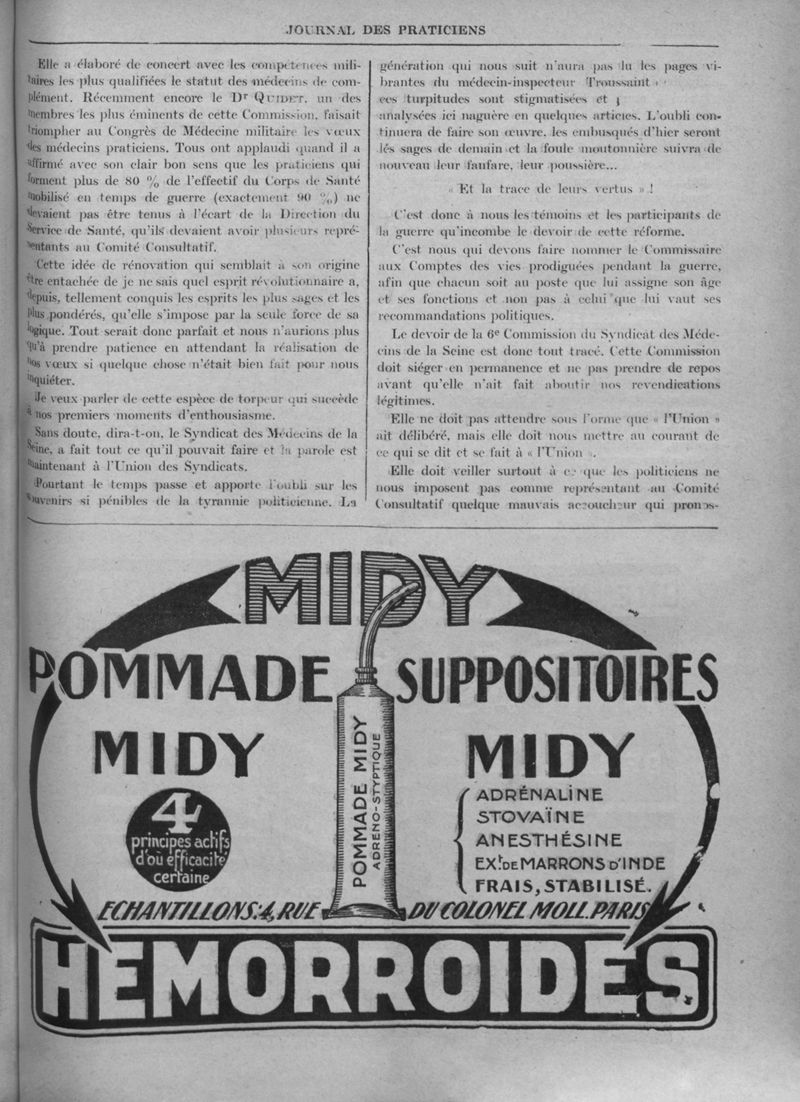 JOURNAL DES PRATICIENS
Elle a élaboré de concert avec les compétences mili-
taires les plus qualifiées le statut des médecins de com-
plément. Récemment encore le Dr QUIDET, un des
membres les plus éminents de cette Commission, faisait
triompher au Congrès de Médecine militaire les vœux
des médecins praticiens. Tous ont applaudi quand il a
affirmé avec son clair bon sens que les praticiens qui
forment plus de 80 % de l'effectif du Corps de Santé
mobilisé en temps de guerre (exactement 90 %) ne
devaient pas être tenus à l'écart de la Direction du
Service de Santé, qu'ils devaient avoir plusieurs repré-
sentants au Comité Consultatif.
Cette idée de rénovation qui semblait à son origine
être entachée de je ne sais quel esprit révolutionnaire a,
depuis, tellement conquis les esprits les plus sages et les
plus pondérés, qu'elle s'impose par la seule force de sa
logique. Tout serait donc parfait et nous n'aurions plus
qu'à prendre patience en attendant la réalisation de
nos vœux si quelque chose n'était bien fait pour nous
inquiéter.
Je veux parler de cette espèce de torpeur qui succède
à nos premiers moments d'enthousiasme.
Sans doute, dira-t-on, le Syndicat des Médecins de la
Seine, a fait tout ce qu'il pouvait faire et la parole est
maintenant à l'Union des Syndicats.
Pourtant le temps passe et apporte l'oubli sur les
souvenirs si pénibles de la tyrannie politicienne. La
génération qui nous suit n'aura pas lu les pages vi-
brantes du médecin-inspecteur Troussaint
ces turpitudes sont stigmatisées et
analysées ici naguère en quelques articles. L'oubli con-
tinuera de faire son œuvre, les embusqués d'hier seront
lés sages de demain et la foule moutonnière suivra de
nouveau leur fanfare, leur poussière...
« Et la trace de leurs vertus » !
C'est donc à nous les témoins et les participants de
la guerre qu'incombe le devoir de cette réforme.
C'est nous qui devons faire nommer le Commissaire
aux Comptes des vies prodiguées pendant la guerre,
afin que chacun soit au poste que lui assigne son âge
et ses fonctions et non pas à celui que lui vaut ses
recommandations politiques.
Le devoir de la 6e Commission du Syndicat des Méde-
cins de la Seine est donc tout tracé. Cette Commission
doit siéger en permanence et ne pas prendre de repos
avant qu'elle n'ait fait aboutir nos revendications
légitimes.
Elle ne doit pas attendre sous l'orme que « l'Union »
ait délibéré, mais elle doit nous mettre au courant de
ce qui se dit et se fait à « l'Union ».
Elle doit veiller surtout à ce que les politiciens ne
nous imposent pas comme représentant au Comité
Consultatif quelque mauvais accoucheur qui pronos-
MIDY
POMMADE
MIDY
4
principes actifs
d'où efficacité
certaine
POMMADE MIDY
ADRENO-STYPTIQUE
SUPPOSITOIRES
MIDY
ADRÉNALINE
STOVAÏNE
ANESTHÉSINE
EXt. DE MARRONS D'INDE
FRAIS, STABILISÉ.
ECHANTILLONS: 4, RUE DU COLONEL MOLL. PARIS
HEMORROIDES